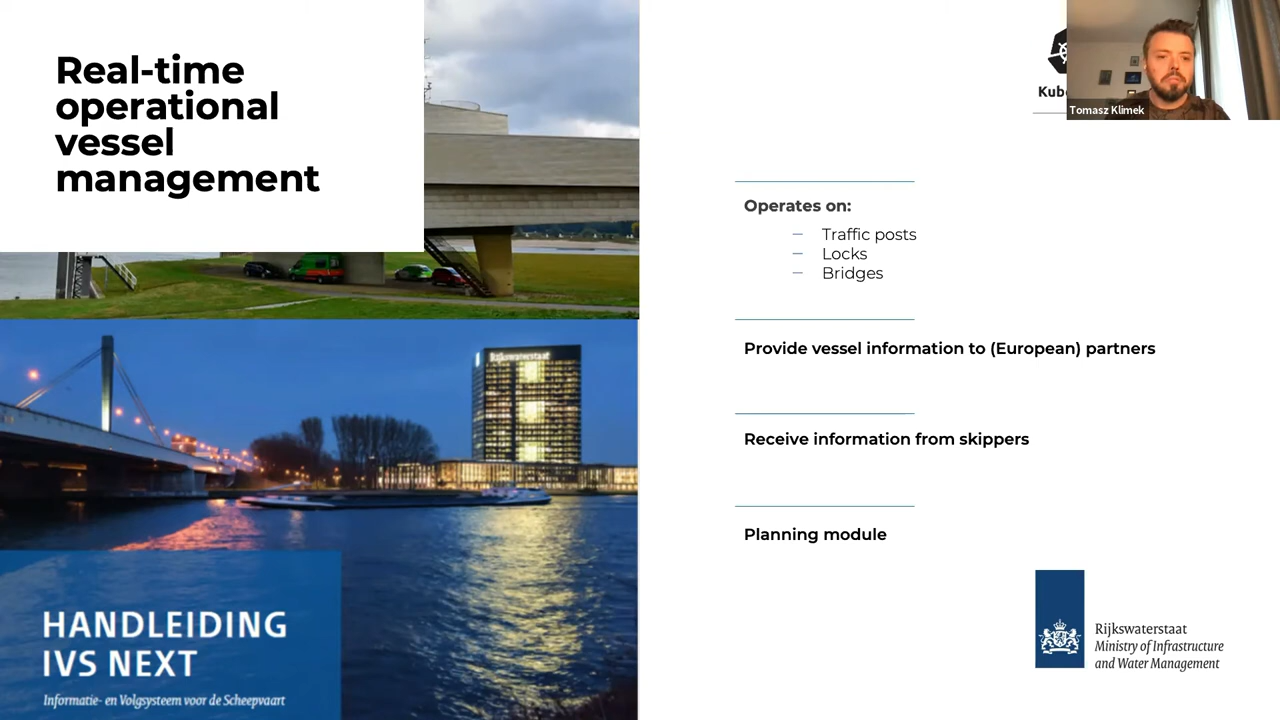 Real-time
operational
vessel
management
Rijkswaterstaat
HANDLEIDING
IVS NEXT
Informatie- en Volgsysteem voor de Scheepvaart
Tomasz Klimek
Operates on:
– Traffic posts
– Locks
– Bridges
Provide vessel information to (European) partners
Receive information from skippers
Planning module
Rijkswaterstaat
Ministry of Infrastructure
and Water Management